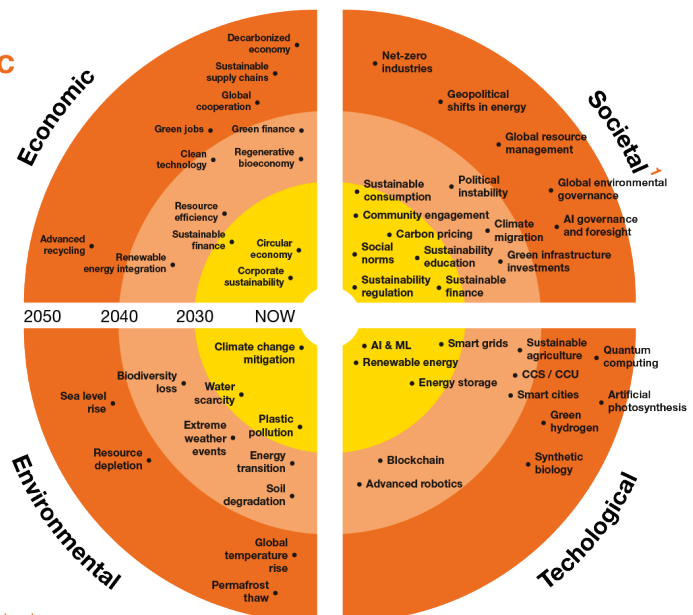 c
Economic
Decarbonized
economy
Sustainable
supply chains
Global
cooperation
Green jobs
Green finance
Clean
technology
Regenerative
bioeconomy
Resource
efficiency
Sustainable
finance
Advanced
recycling
Renewable
energy integration
Circular
economy
Corporate
sustainability
Societal 1
Net-zero
industries
Geopolitical
shifts in energy
Global resource
management
Sustainable
consumption
Political
instability
Global environmental
governance
Community engagement
AI governance
and foresight
Carbon pricing
Climate
migration
Social
norms
Sustainability
education
Green infrastructure
investments
Sustainability
regulation
Sustainable
finance
2050 2040 2030 NOW
Environmental
Climate change
mitigation
Biodiversity
loss
Water
scarcity
Sea level
rise
Plastic
pollution
Extreme
weather
events
Resource
depletion
Energy
transition
Soil
degradation
Global
temperature
rise
Permafrost
thaw
Techological
AI & ML
Smart grids
Sustainable
agriculture
Quantum
computing
Renewable energy
CCS / CCU
Energy storage
Smart cities
Artificial
photosynthesis
Green
hydrogen
Blockchain
Synthetic
biology
Advanced robotics